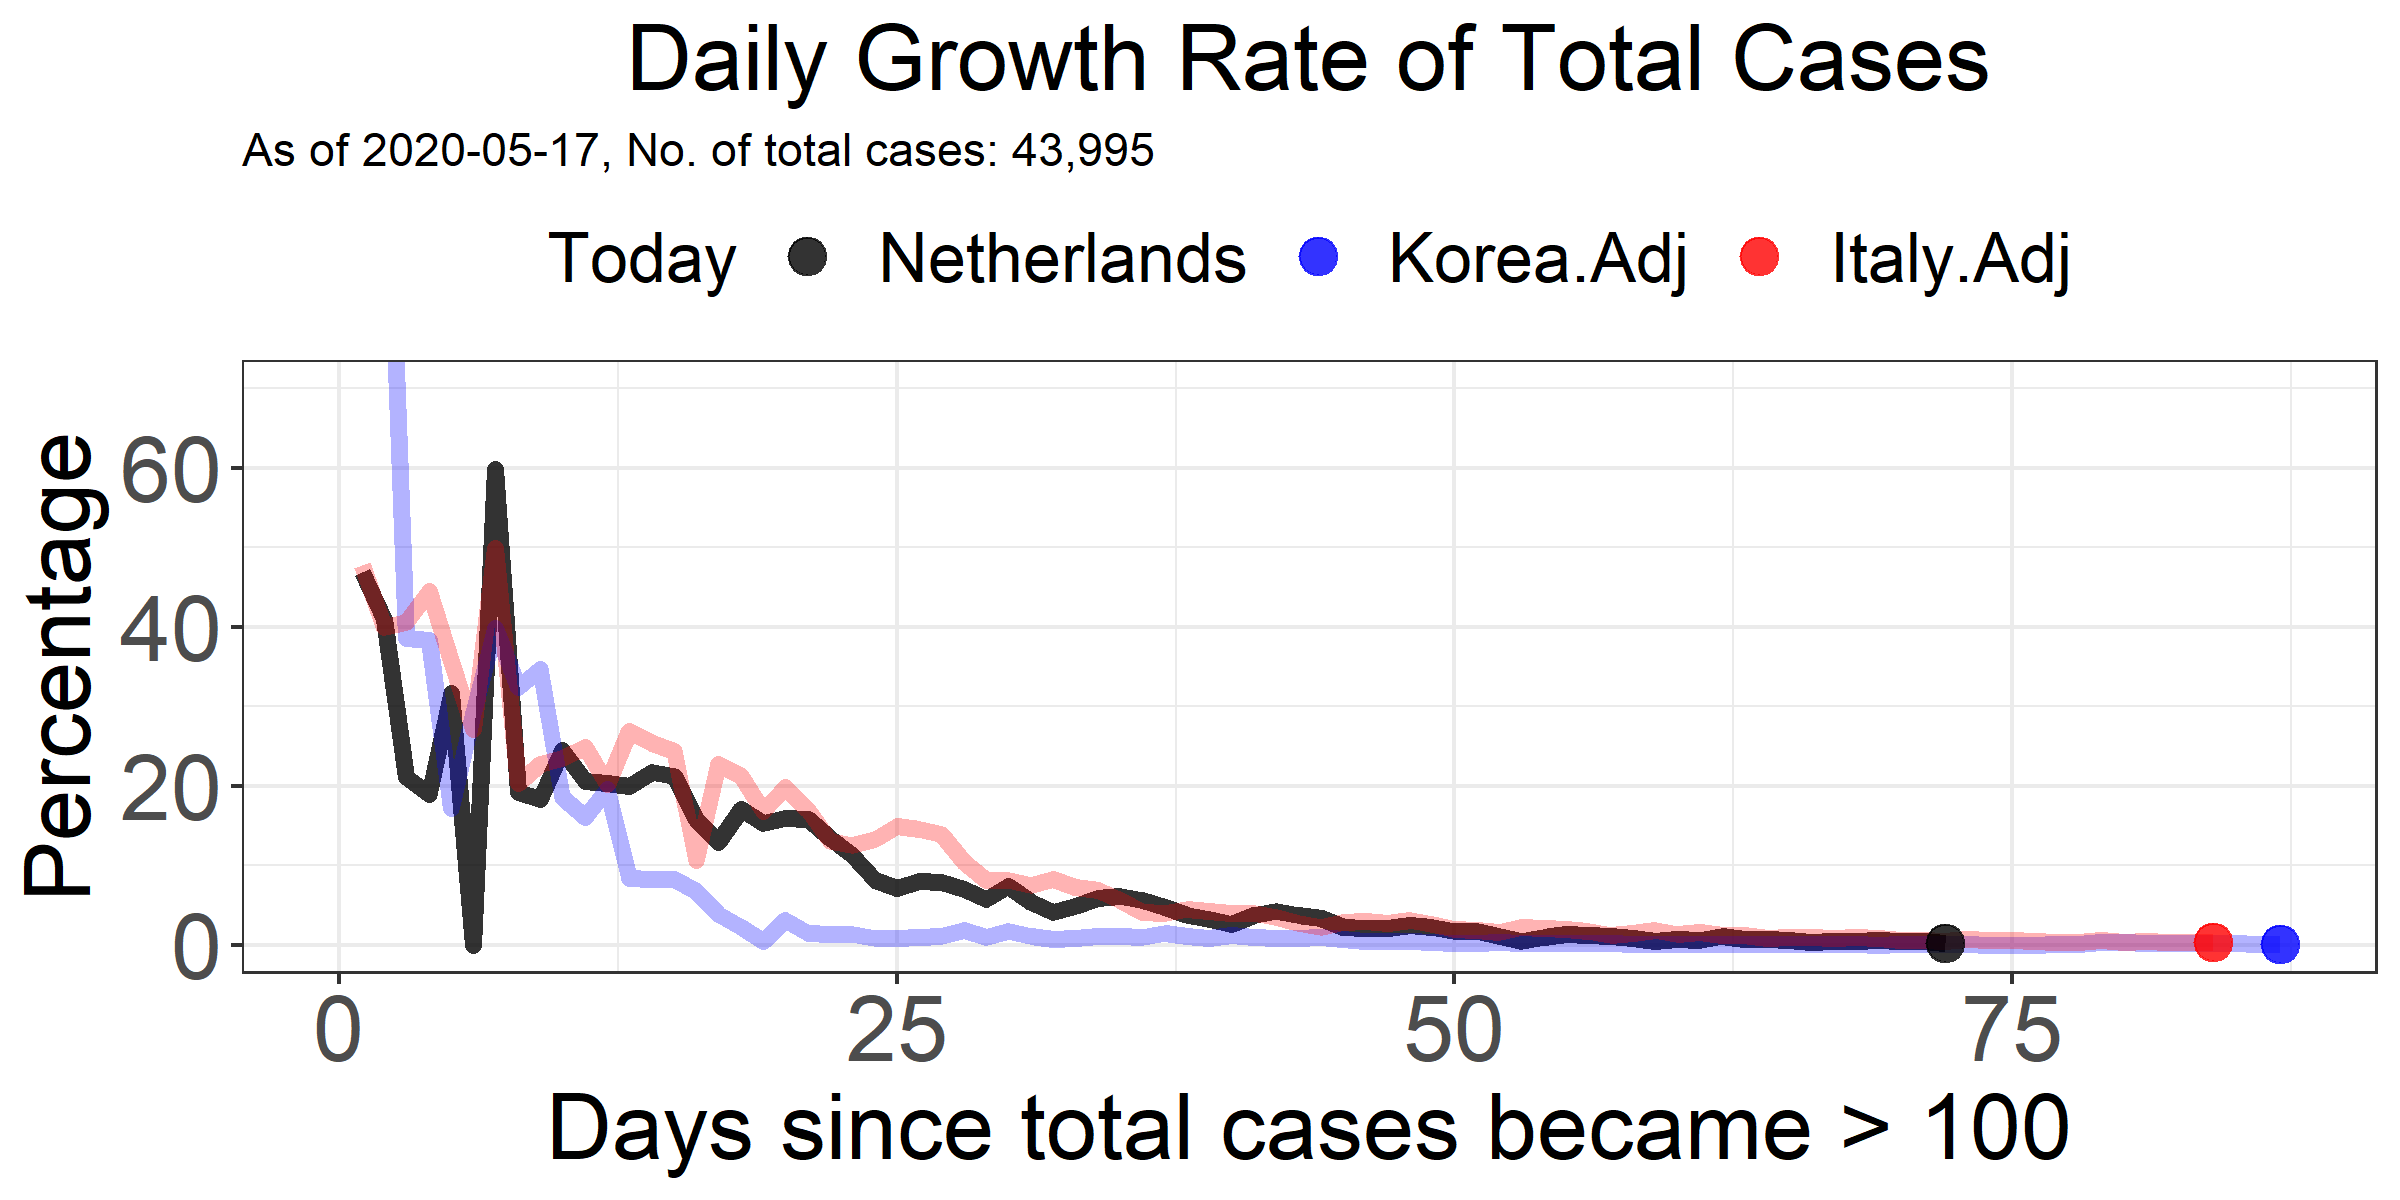 Daily Growth Rate of Total Cases
As of 2020-05-17, No. of total cases: 43,995
Today Netherlands Korea.Adj Italy.Adj
Percentage
60
40
20
0
0 25 50 75
Days since total cases became > 100